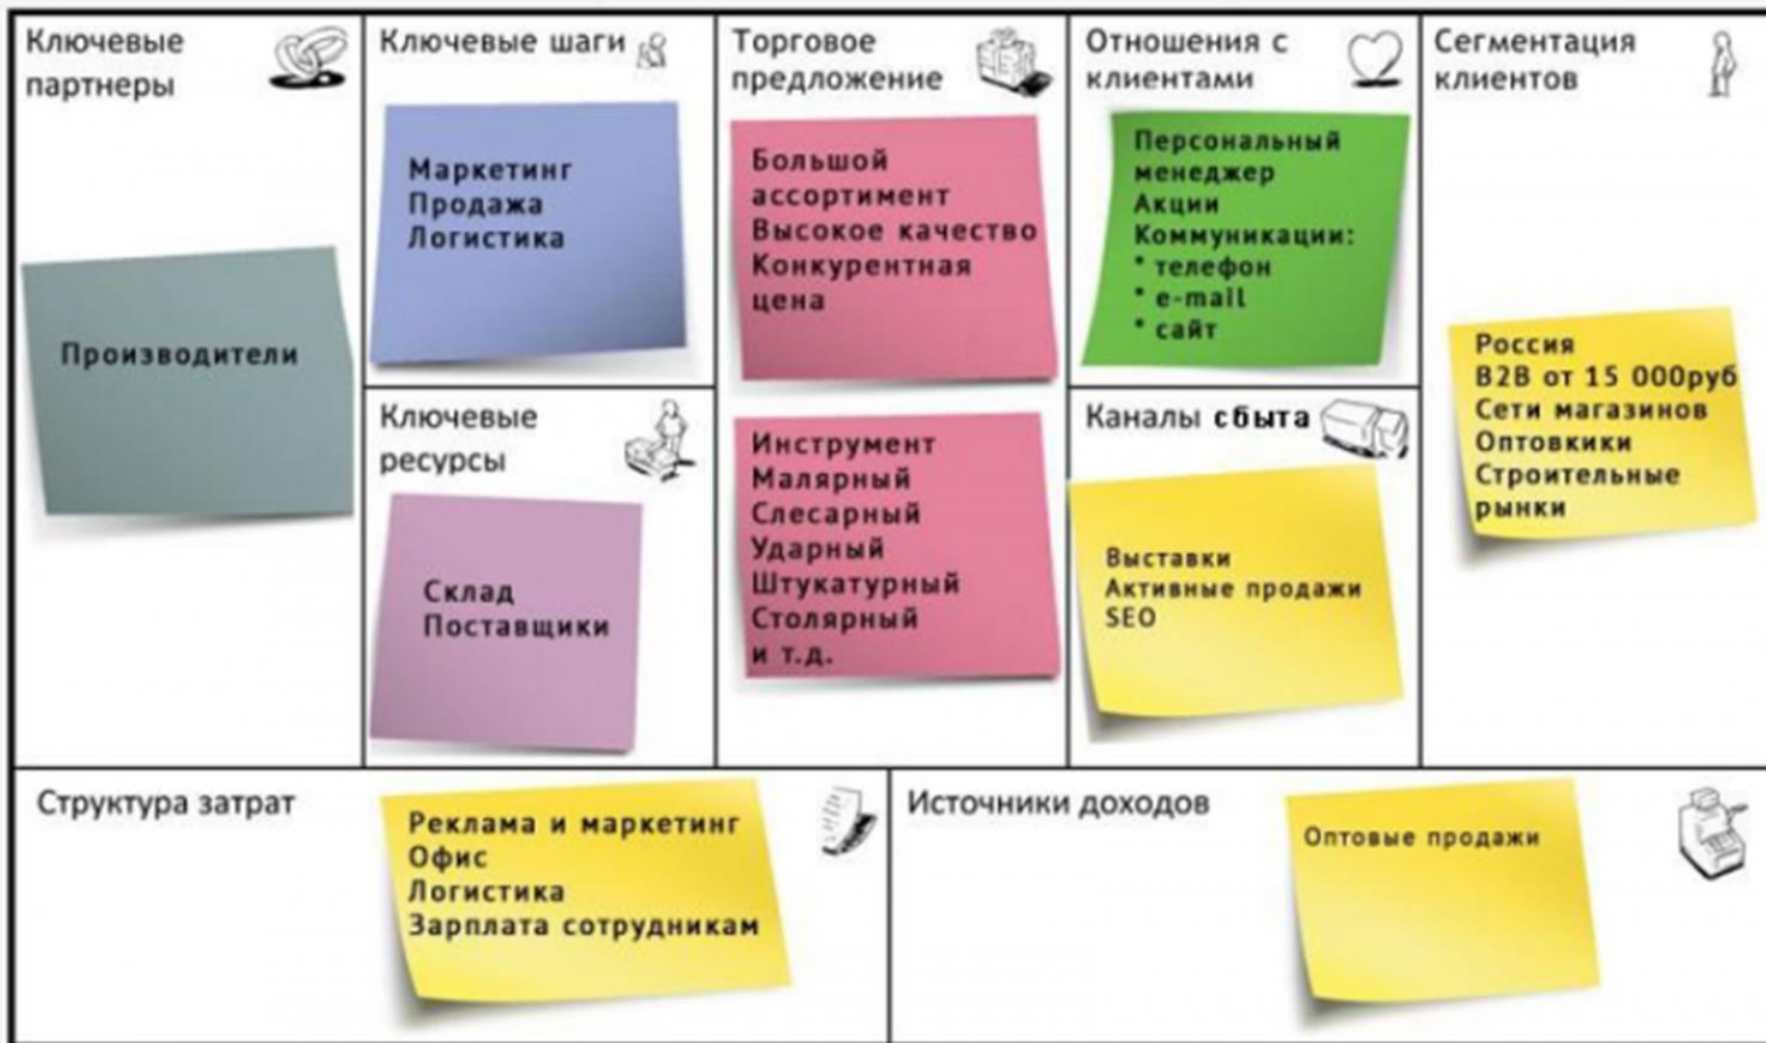 Ключевые
партнеры
Производители
Ключевые шаги
Маркетинг
Продажа
Логистика
Ключевые
ресурсы
Склад
Поставщики
Торговое
предложение
Большой
ассортимент
Высокое качество
Конкурентная
цена
Инструмент
Малярный
Слесарный
Ударный
Штукатурный
Столярный
и т.д.
Отношения с
клиентами
Персональный
менеджер
Акции
Коммуникации:
* телефон
* e-mail
* сайт
Каналы сбыта
Выставки
Активные продажи
SEO
Сегментация
клиентов
Россия
B2B от 15 000руб
Сети магазинов
Оптовкики
Строительные
рынки
Структура затрат
Реклама и маркетинг
Офис
Логистика
Зарплата сотрудникам
Источники доходов
Оптовые продажи